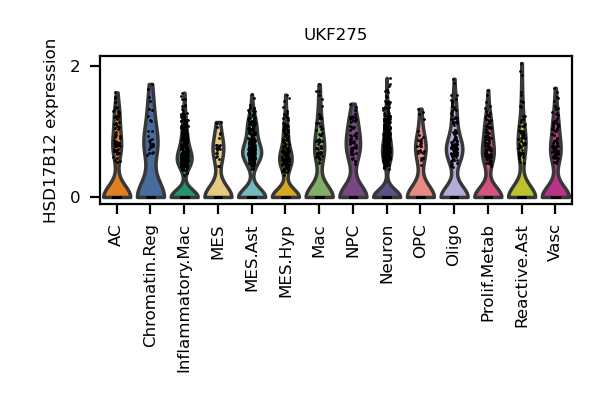 UKF275
HSD17B12 expression
2
0
AC
Chromatin.Reg
Inflammatory.Mac
MES
MES.Ast
MES.Hyp
Mac
NPC
Neuron
OPC
Oligo
Prolif.Metab
Reactive.Ast
Vasc